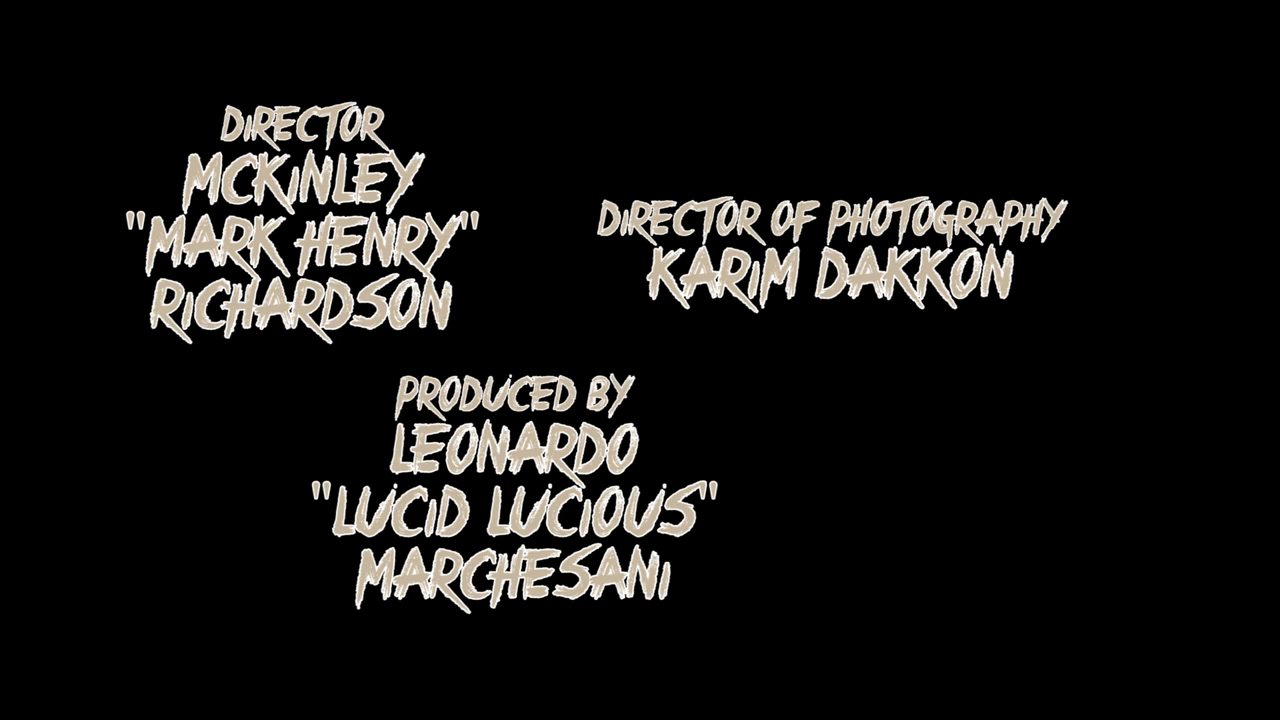 DIRECTOR
MCKINLEY
"MARK HENRY"
RICHARDSON
DIRECTOR OF PHOTOGRAPHY
KARIM DAKKON
PRODUCED BY
LEONARDO
"LUCID LUCIOUS"
MARCHESANI